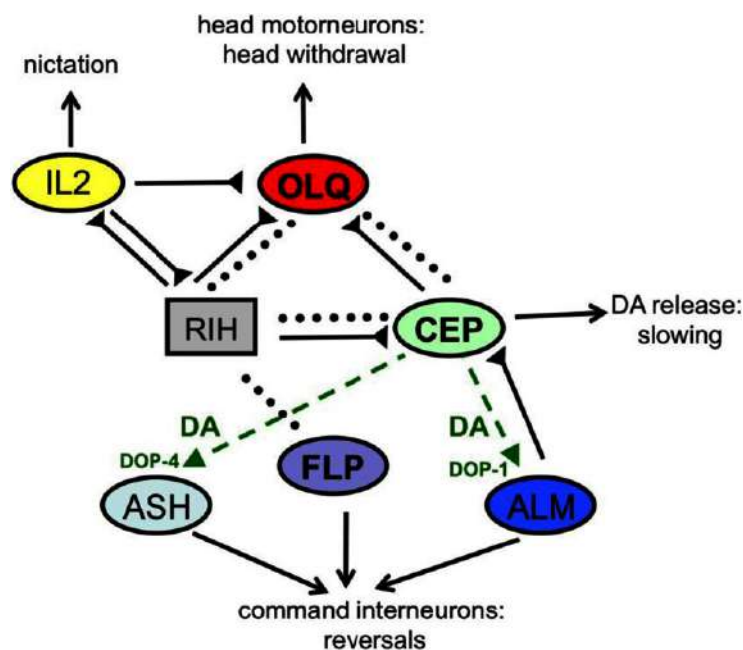 head motorneurons:
head withdrawal
nictation
IL2
OLQ
RIH
CEP
DA release:
slowing
DA
DA
DOP-4
FLP
DOP-1
ASH
ALM
command interneurons:
reversals